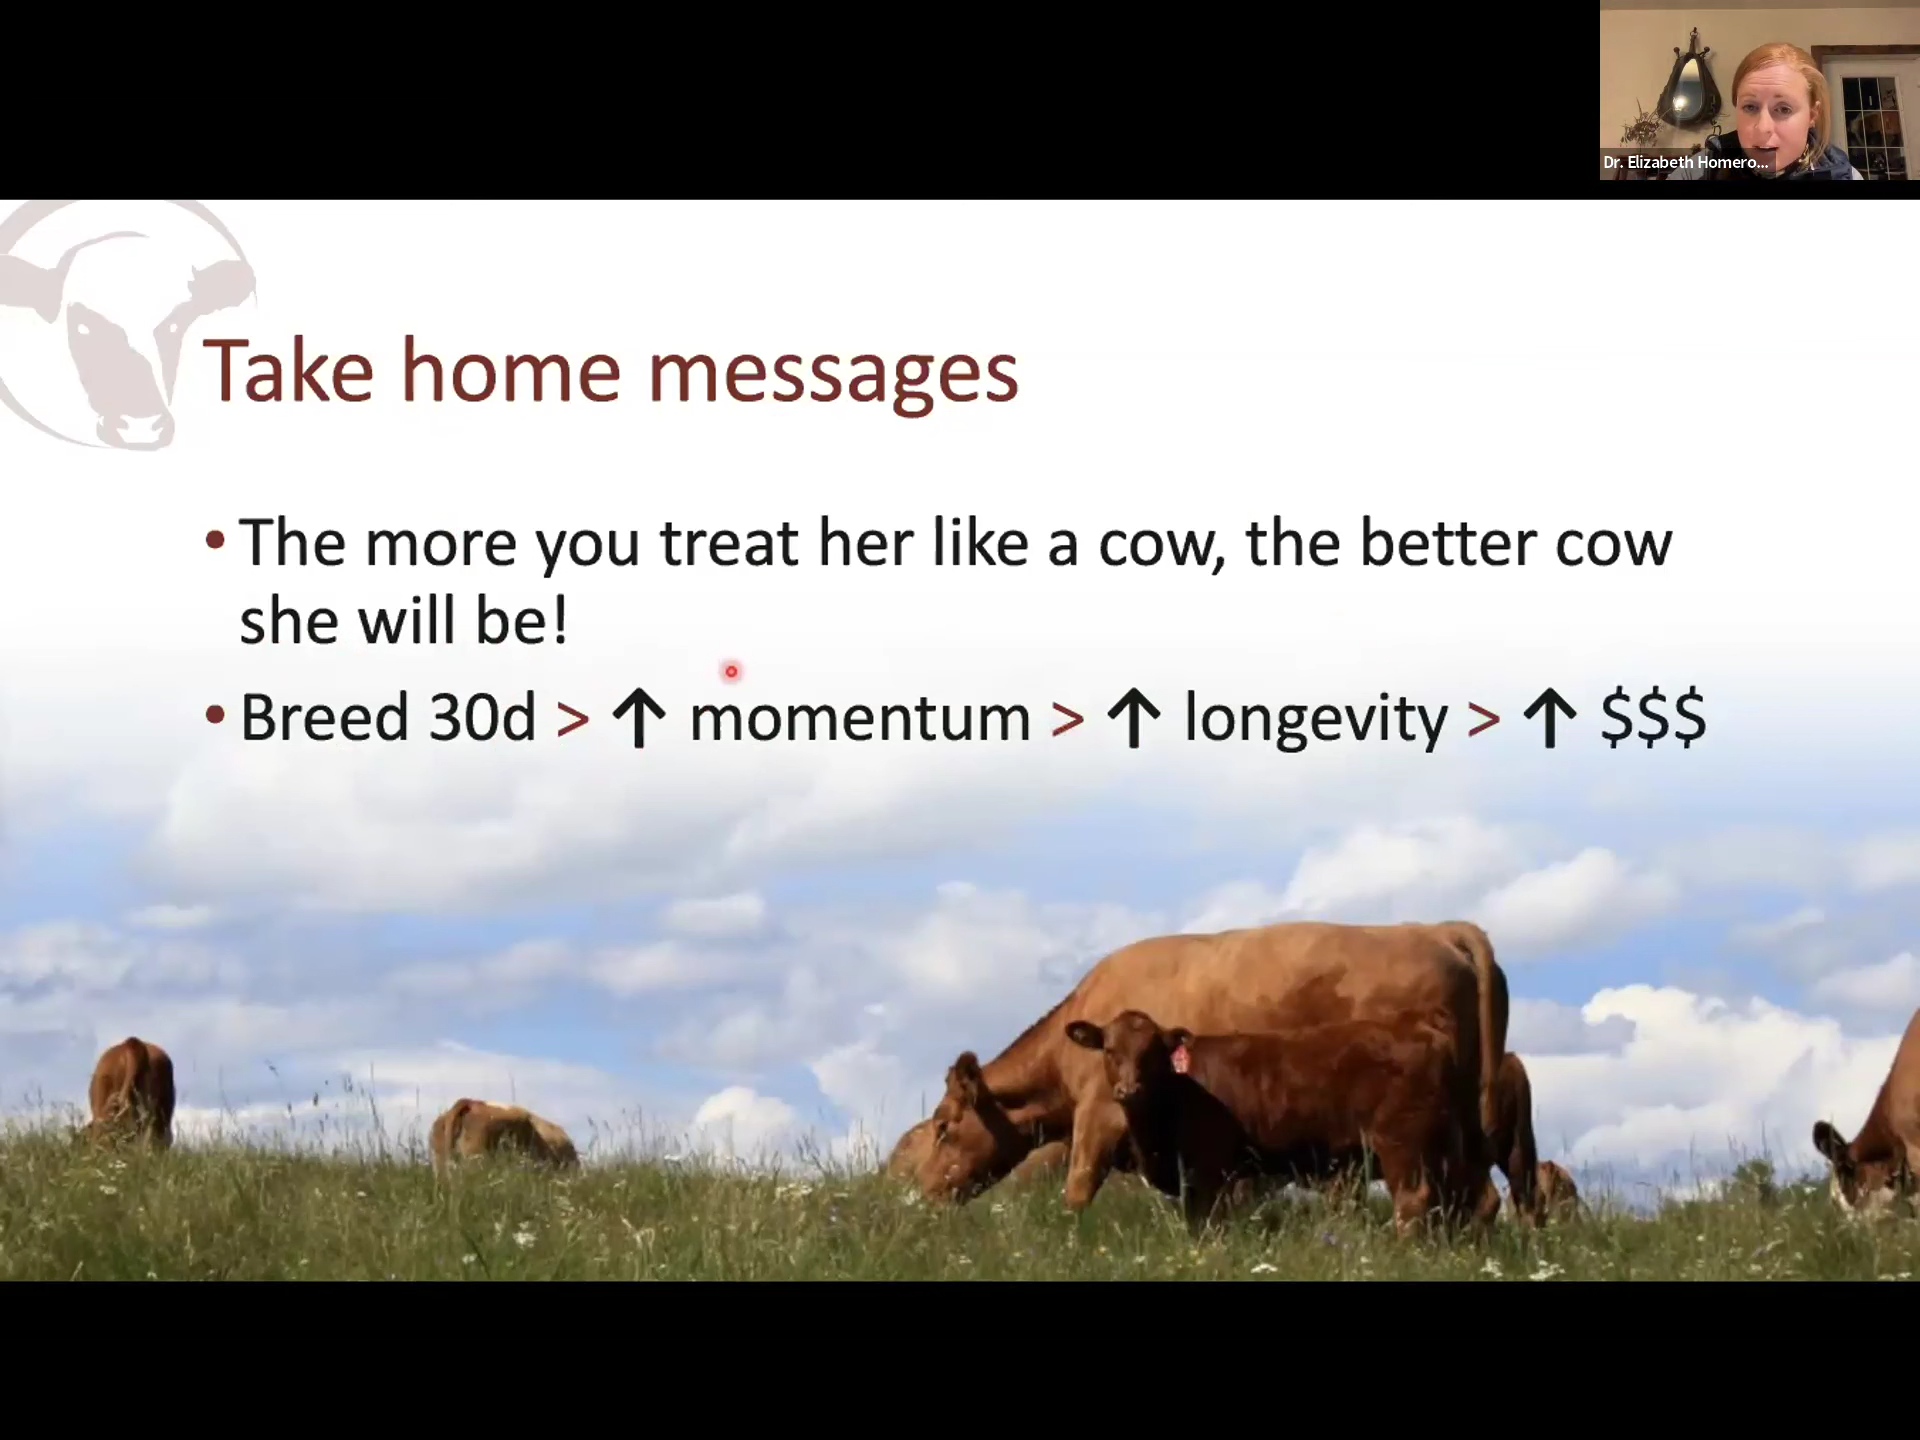 Dr. Elizabeth Homero...
Take home messages
• The more you treat her like a cow, the better cow
she will be!
• Breed 30d > ↑ momentum > ↑ longevity > ↑ $$$